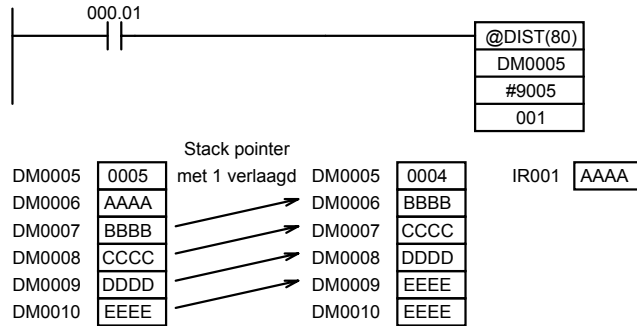 000.01
@DIST(80)
DM0005
#9005
001
Stack pointer
DM0005 0005 met 1 verlaagd DM0005 0004 IR001 AAAA
DM0006 AAAA DM0006 BBBB
DM0007 BBBB DM0007 CCCC
DM0008 CCCC DM0008 DDDD
DM0009 DDDD DM0009 EEEE
DM0010 EEEE DM0010 EEEE